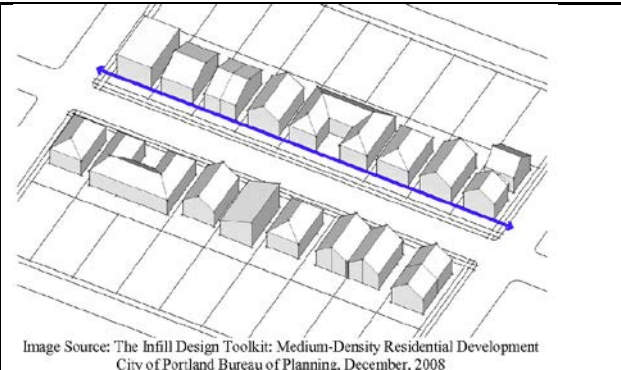 Image Source: The Infill Design Toolkit: Medium-Density Residential Development
City of Portland Bureau of Planning, December, 2008